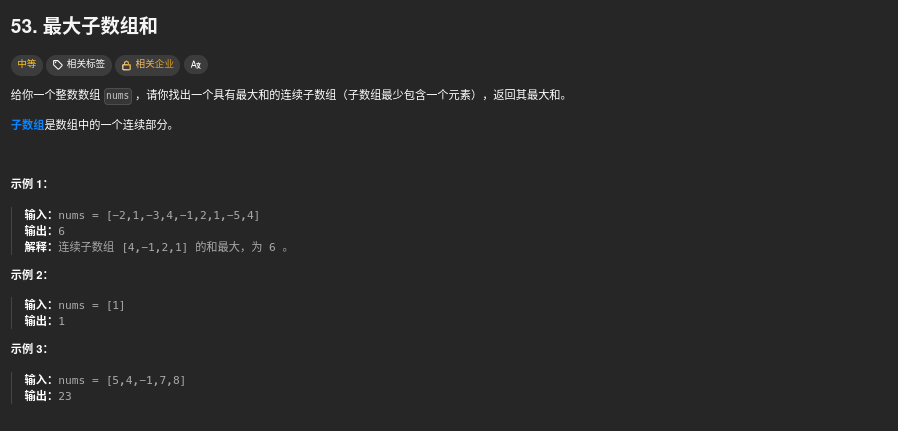 53. 最大子数组和
中等 相关标签 相关企业 A
给你一个整数数组 nums ，请你找出一个具有最大和的连续子数组（子数组最少包含一个元素），返回其最大和。
子数组是数组中的一个连续部分。
示例 1：
输入：nums = [-2,1,-3,4,-1,2,1,-5,4]
输出：6
解释：连续子数组 [4,-1,2,1] 的和最大，为 6 。
示例 2：
输入：nums = [1]
输出：1
示例 3：
输入：nums = [5,4,-1,7,8]
输出：23